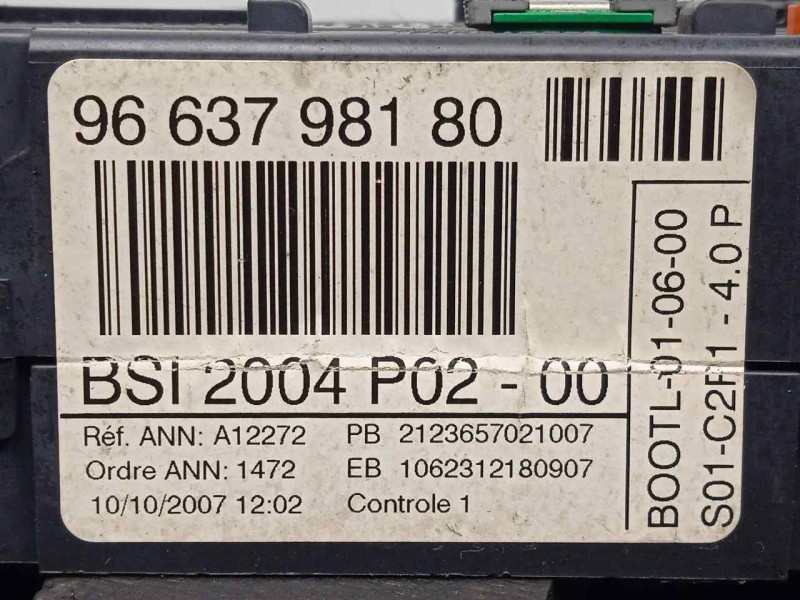 96 637 981 80
BSI 2004 P02 - 00
Réf. ANN: A12272 PB 2123657021007
Ordre ANN: 1472 EB 1062312180907
10/10/2007 12:02 Controle 1
BOOTL-01-06-00
S01-C2F1 - 4.0 P